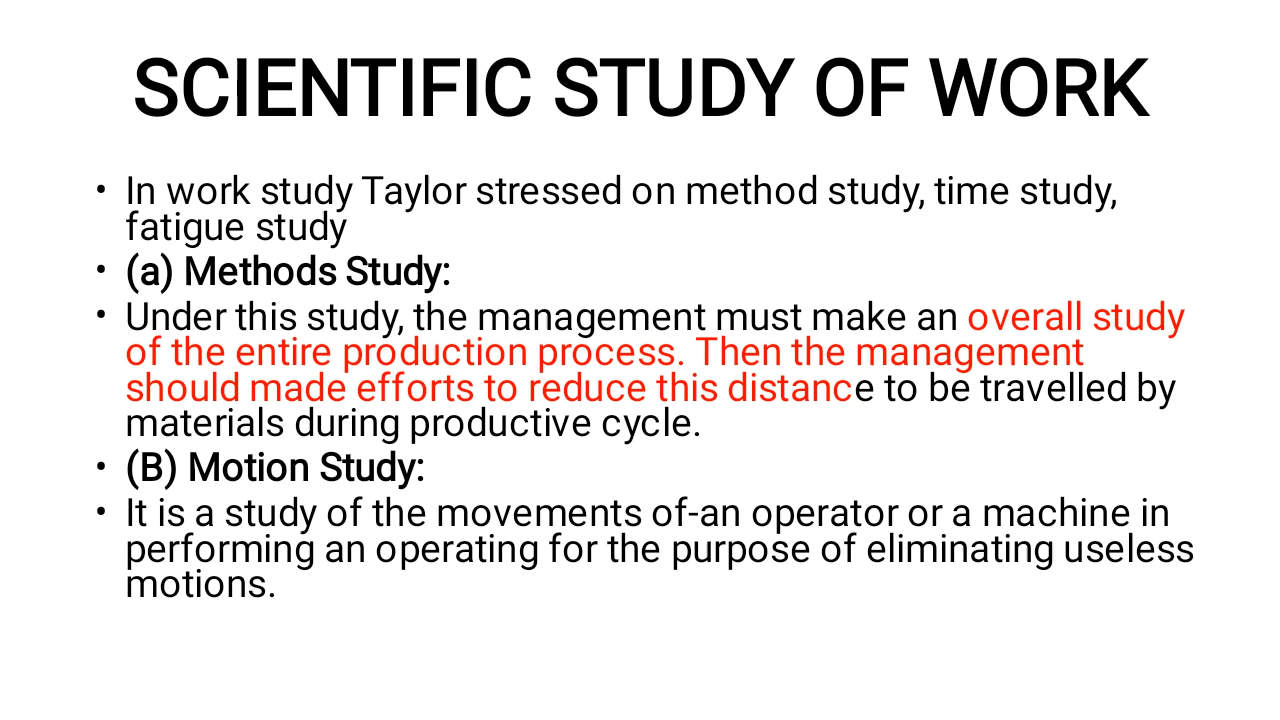 SCIENTIFIC STUDY OF WORK
• In work study Taylor stressed on method study, time study,
fatigue study
• (a) Methods Study:
• Under this study, the management must make an overall study
of the entire production process. Then the management
should made efforts to reduce this distance to be travelled by
materials during productive cycle.
• (B) Motion Study:
• It is a study of the movements of-an operator or a machine in
performing an operating for the purpose of eliminating useless
motions.